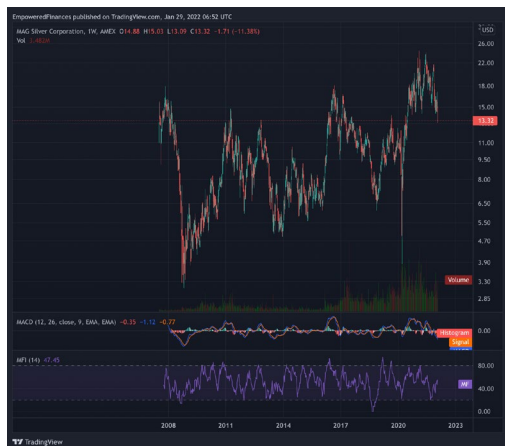 EmpoweredFinances published on TradingView.com, Jan 29, 2022 06:52 UTC
MAG Silver Corporation, 1W, AMEX O14.88 H15.03 L13.09 C13.32 -1.71 (-11.38%)
USD
Vol
26.00
22.00
18.00
15.00
13.32
11.00
9.50
8.00
6.50
5.50
4.70
3.90
Volume
3.30
2.85
MACD (12, 26, close, 9, EMA, EMA) -0.35 -1.12 -0.77
0.00
Histogram
Signal
MFI (14) 47.45
80.00
MF
40.00
0.00
2008 2011 2014 2017 2020 2023
TradingView